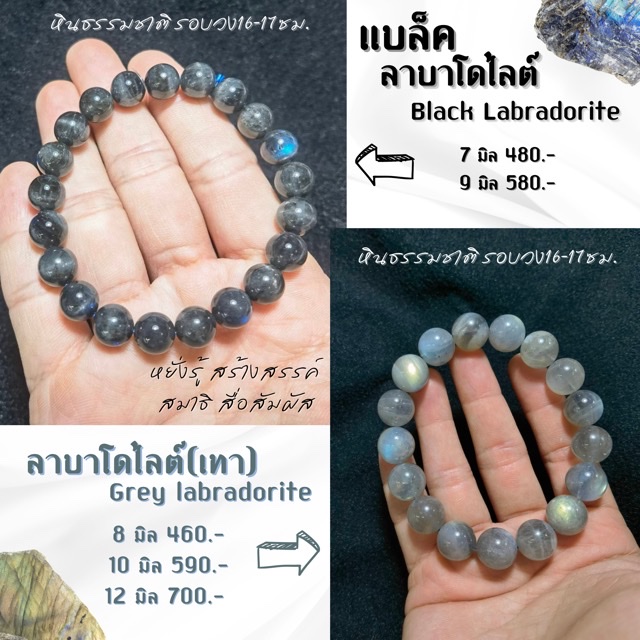 หินธรรมชาติ รอบวง16-17ซม.
แบล็ค
ลาบาโดไลต์
Black Labradorite
7 มิล 480.-
9 มิล 580.-
หินธรรมชาติ รอบวง16-17ซม.
หยั่งรู้ สร้างสรรค์
สมาธิ สื่อสัมผัส
ลาบาโดไลต์(เทา)
Grey labradorite
8 มิล 460.-
10 มิล 590.-
12 มิล 700.-